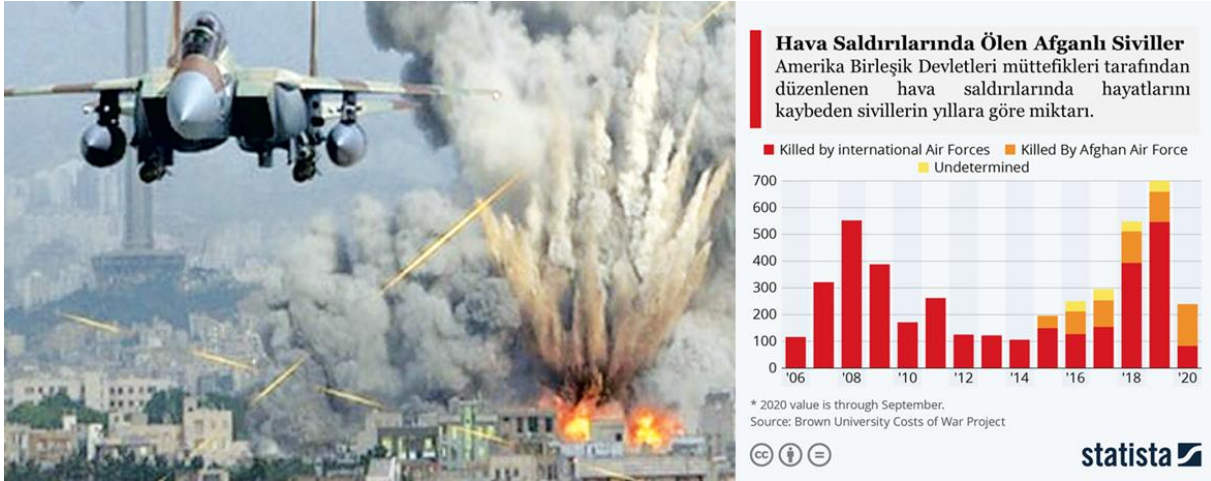 Hava Saldırılarında Ölen Afganlı Siviller
Amerika Birleşik Devletleri müttefikleri tarafından
düzenlenen hava saldırılarında hayatlarını
kaybeden sivillerin yıllara göre miktarı.
Killed by international Air Forces Killed By Afghan Air Force
Undetermined
700
600
500
400
300
200
100
0
'06 '08 '10 '12 '14 '16 '18 '20
* 2020 value is through September.
Source: Brown University Costs of War Project
cc
statista